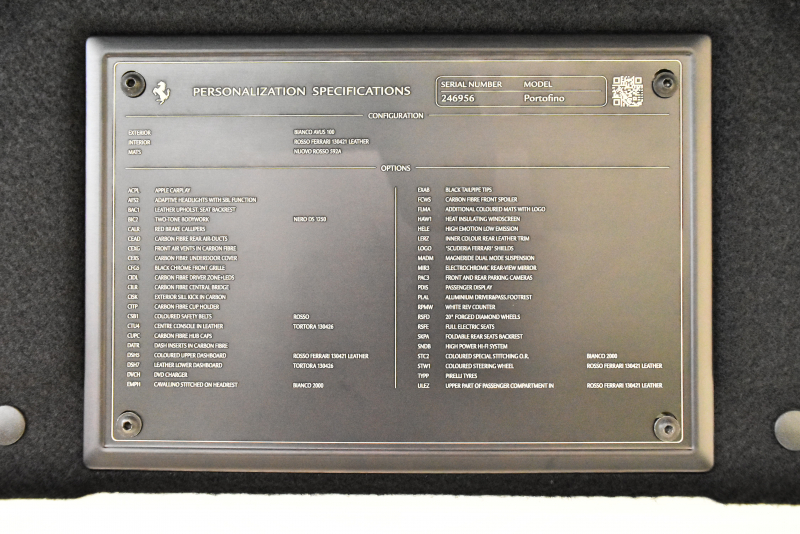 PERSONALIZATION SPECIFICATIONS
SERIAL NUMBER MODEL
246956 Portofino
CONFIGURATION
EXTERIOR BIANCO AVUS 100
INTERIOR ROSSO FERRARI 130421 LEATHER
MATS NUOVO ROSSO 392A
OPTIONS
ACPL APPLE CARPLAY
AFS2 ADAPTIVE HEADLIGHTS WITH SBL FUNCTION
BAC1 LEATHER UPHOLST. SEAT BACKREST
BIC2 TWO-TONE BODYWORK NERO DS 1250
CALR RED BRAKE CALLIPERS
CEAD CARBON FIBRE REAR AIR-DUCTS
CEXG FRONT AIR VENTS IN CARBON FIBRE
CEXS CARBON FIBRE UNDERDOOR COVER
CFG5 BLACK CHROME FRONT GRILLE
CIDL CARBON FIBRE DRIVER ZONE+LEDS
CILR CARBON FIBRE CENTRAL BRIDGE
CISK EXTERIOR SILL KICK IN CARBON
CITP CARBON FIBRE CUP HOLDER
CSB1 COLOURED SAFETY BELTS ROSSO
CTU4 CENTRE CONSOLE IN LEATHER TORTORA 130426
CUPC CARBON FIBRE HUB CAPS
DATR DASH INSERTS IN CARBON FIBRE
DSH5 COLOURED UPPER DASHBOARD ROSSO FERRARI 130421 LEATHER
DSH7 LEATHER LOWER DASHBOARD TORTORA 130426
DVCH DVD CHARGER
EMPH CAVALLINO STITCHED ON HEADREST BIANCO 2000
EXAB BLACK TAILPIPE TIPS
FCWS CARBON FIBRE FRONT SPOILER
FLMA ADDITIONAL COLOURED MATS WITH LOGO
HAW1 HEAT INSULATING WINDSCREEN
HELE HIGH EMOTION LOW EMISSION
LERZ INNER COLOUR REAR LEATHER TRIM
LOGO "SCUDERIA FERRARI" SHIELDS
MADM MAGNERIDE DUAL MODE SUSPENSION
MIR3 ELECTROCHROMIC REAR-VIEW MIRROR
PAC3 FRONT AND REAR PARKING CAMERAS
PDIS PASSENGER DISPLAY
PLAL ALUMINIUM DRIVER&PASS.FOOTREST
RPMW WHITE REV COUNTER
RSFD 20" FORGED DIAMOND WHEELS
RSFE FULL ELECTRIC SEATS
SKPA FOLDABLE REAR SEATS BACKREST
SNDB HIGH POWER HI-FI SYSTEM
STC2 COLOURED SPECIAL STITCHING O.R. BIANCO 2000
STW1 COLOURED STEERING WHEEL ROSSO FERRARI 130421 LEATHER
TYPP PIRELLI TYRES
ULEZ UPPER PART OF PASSENGER COMPARTMENT IN ROSSO FERRARI 130421 LEATHER